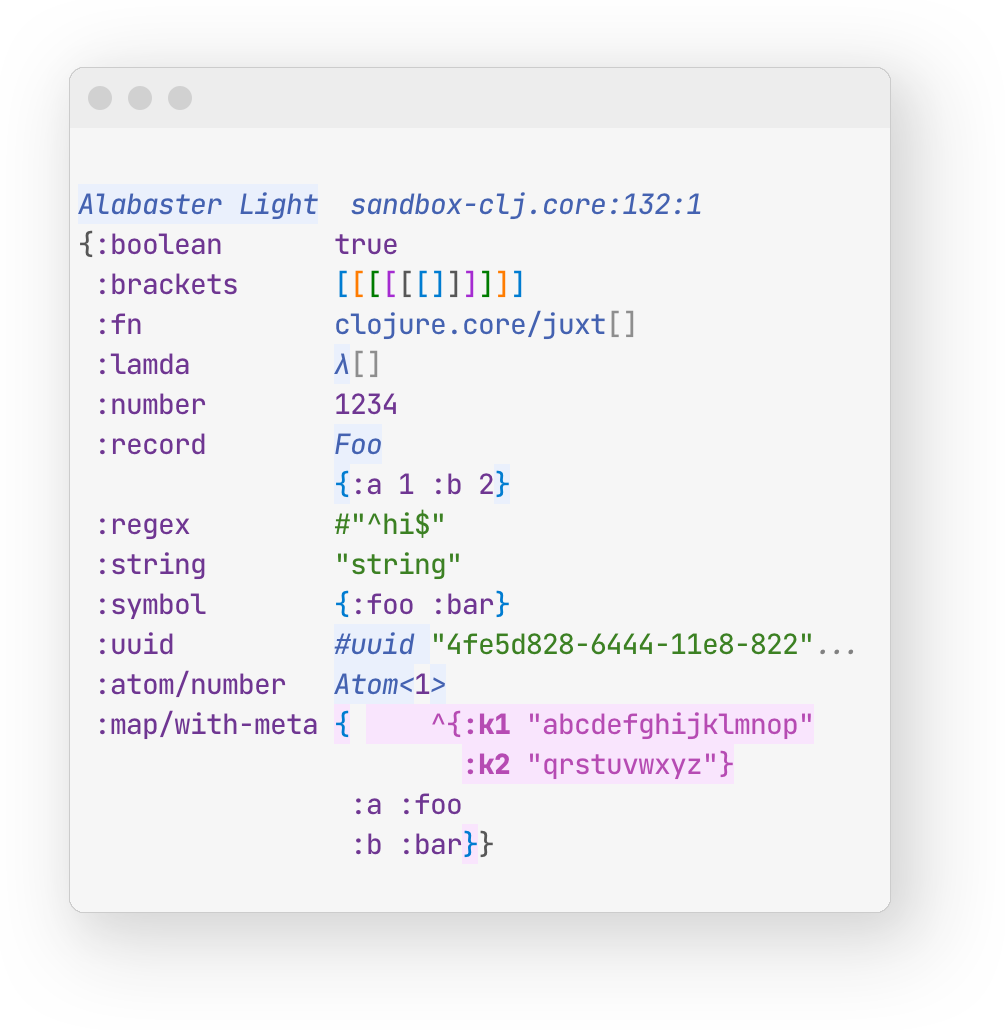 Alabaster Light  sandbox-clj.core:132:1
{:boolean       true
 :brackets      [[[[[[]]]]]]
 :fn            clojure.core/juxt[]
 :lamda         λ[]
 :number        1234
 :record        Foo
                {:a 1 :b 2}
 :regex         #"^hi$"
 :string        "string"
 :symbol        {:foo :bar}
 :uuid          #uuid "4fe5d828-6444-11e8-822"...
 :atom/number   Atom<1>
 :map/with-meta {     ^{:k1 "abcdefghijklmnop"
                        :k2 "qrstuvwxyz"}
                 :a :foo
                 :b :bar}}